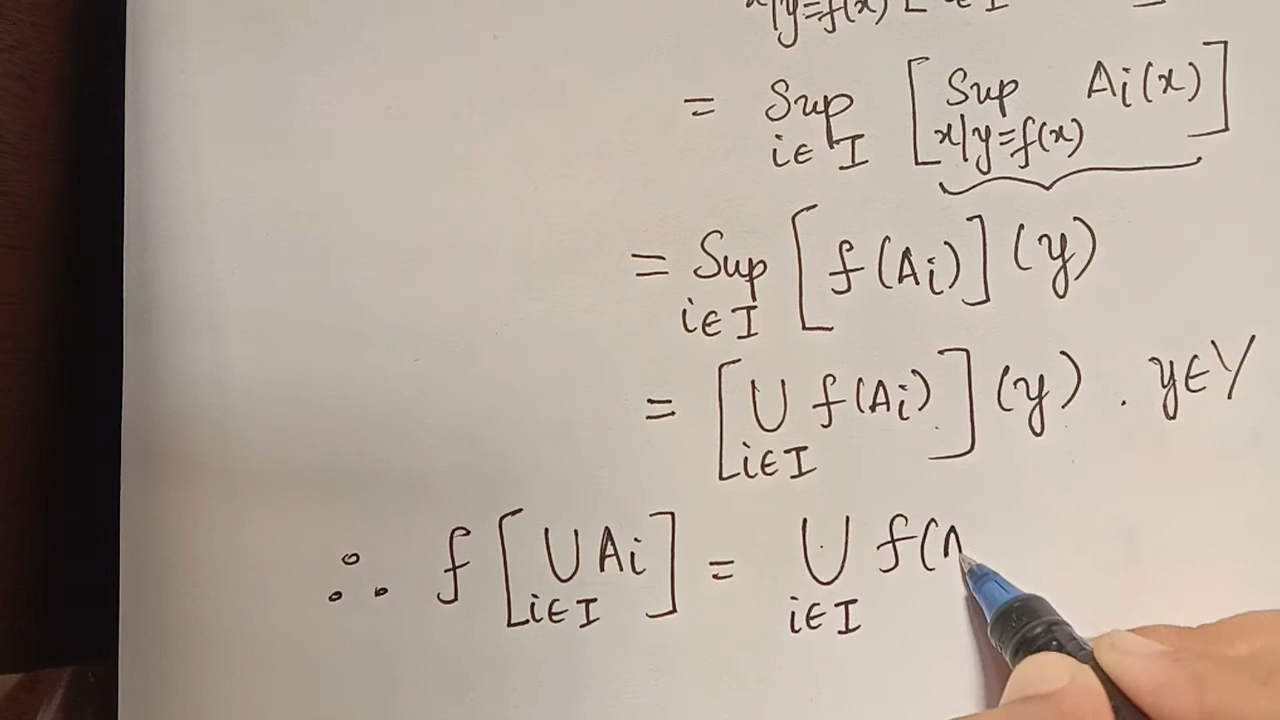 x|y=f(x) [ i∈I
= Sup i∈I [ Sup x|y=f(x) Ai(x) ]
= Sup i∈I [ f(Ai) ] (y)
= [ ∪ i∈I f(Ai) ] (y) . y∈Y
∴ f [ ∪ i∈I Ai ] = ∪ i∈I f(A